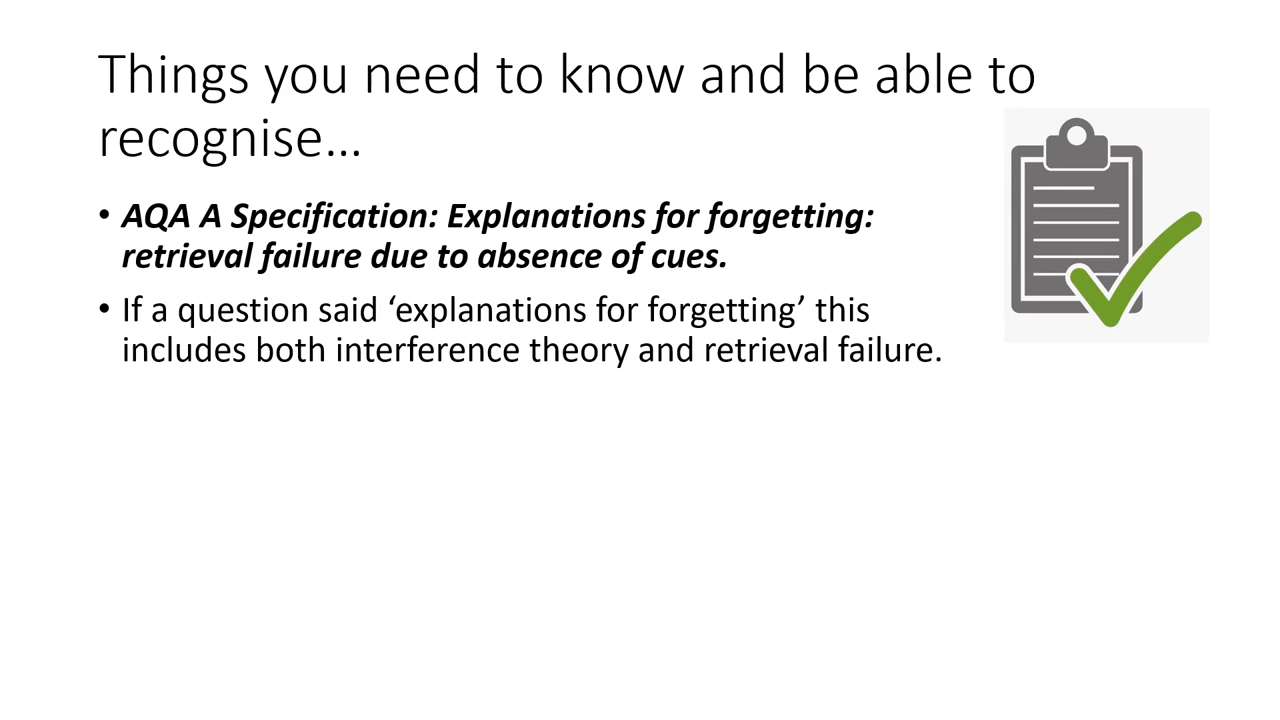 Things you need to know and be able to
recognise…
• AQA A Specification: Explanations for forgetting:
retrieval failure due to absence of cues.
• If a question said ‘explanations for forgetting’ this
includes both interference theory and retrieval failure.